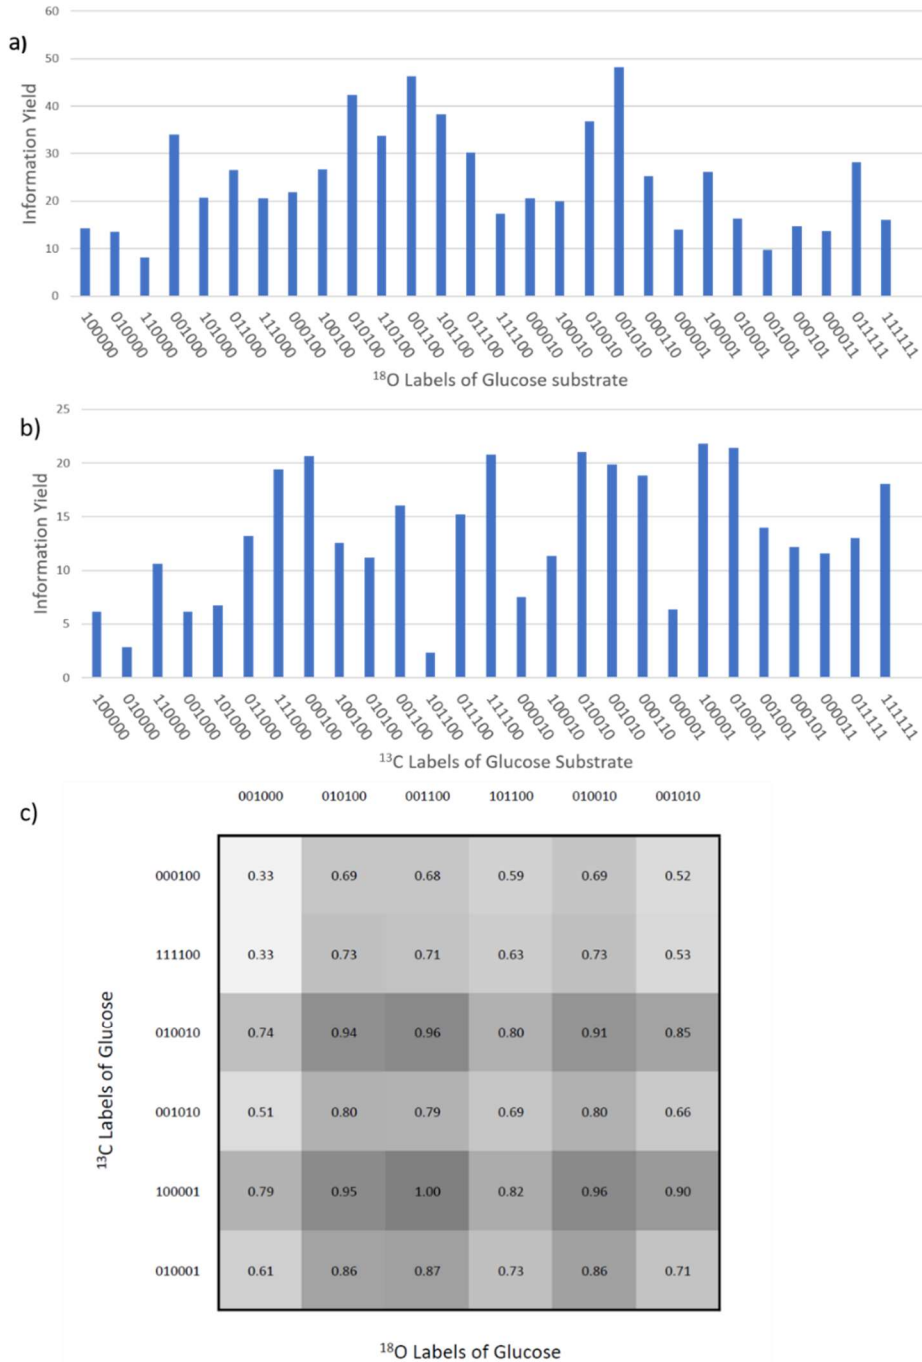 a)
60
50
40
30
20
10
0
Information Yield
100000 010000 110000 001000 101000 011000 111000 000100 100100 010100 110100 001100 101100 011100 111100 000010 100010 010010 001010 000110 000001 100001 010001 001001 000101 000011 011111 111111
¹⁸O Labels of Glucose substrate
b)
25
20
15
10
5
0
Information Yield
100000 010000 110000 001000 101000 011000 111000 000100 100100 010100 001100 101100 011100 111100 000010 100010 010010 001010 000110 000001 100001 010001 001001 000101 000011 011111 111111
¹³C Labels of Glucose Substrate
c)
001000 010100 001100 101100 010010 001010
000100 0.33 0.69 0.68 0.59 0.69 0.52
111100 0.33 0.73 0.71 0.63 0.73 0.53
010010 0.74 0.94 0.96 0.80 0.91 0.85
001010 0.51 0.80 0.79 0.69 0.80 0.66
100001 0.79 0.95 1.00 0.82 0.96 0.90
010001 0.61 0.86 0.87 0.73 0.86 0.71
¹³C Labels of Glucose
¹⁸O Labels of Glucose